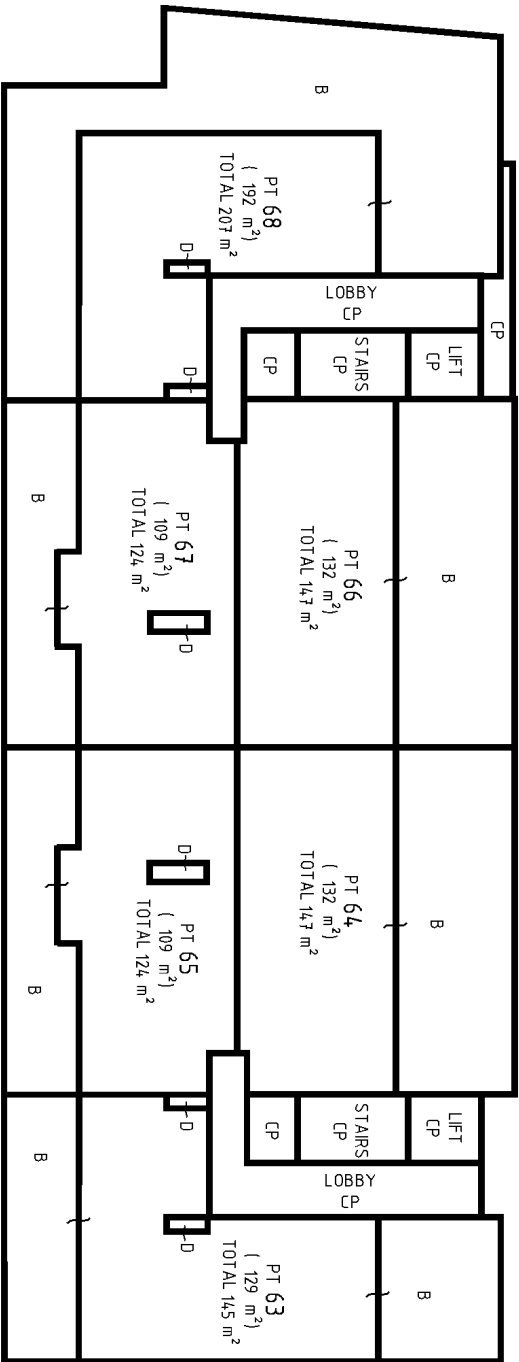 B
PT 68
( 192 m²)
TOTAL 207 m²
D
LOBBY
CP
CP
D
CP
STAIRS
CP
LIFT
CP
B
PT 67
( 109 m²)
TOTAL 124 m²
D
PT 66
( 132 m²)
TOTAL 147 m²
B
B
D
PT 65
( 109 m²)
TOTAL 124 m²
PT 64
( 132 m²)
TOTAL 147 m²
B
B
D
CP
STAIRS
CP
LIFT
CP
LOBBY
CP
D
PT 63
( 129 m²)
TOTAL 145 m²
B